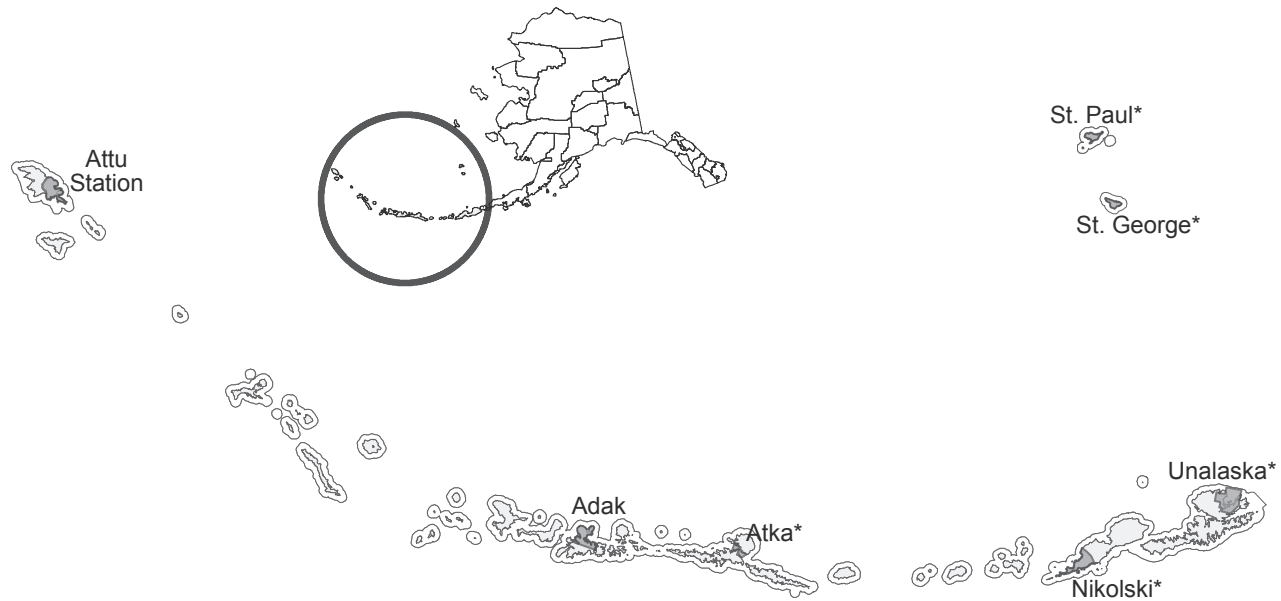 St. Paul*
Attu
Station
St. George*
Unalaska*
Adak
Atka*
Nikolski*